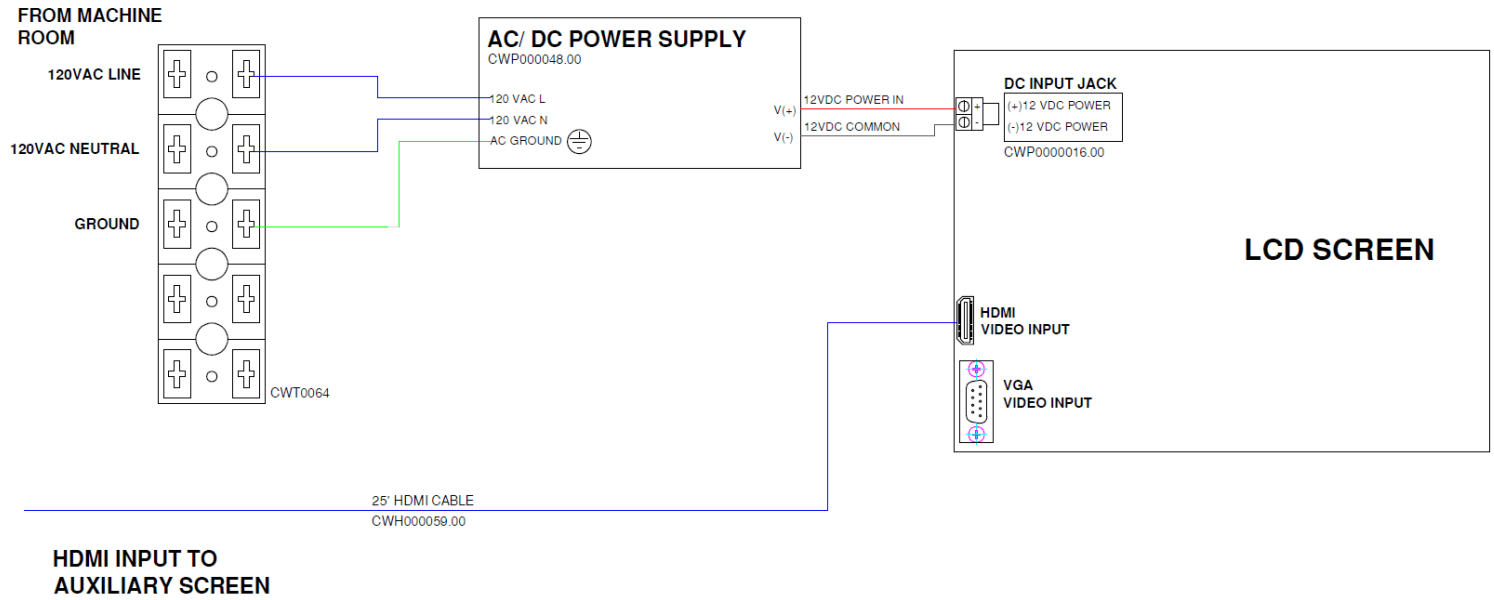 FROM MACHINE
ROOM
120VAC LINE
120VAC NEUTRAL
GROUND
CWT0064
AC/ DC POWER SUPPLY
CWP000048.00
120 VAC L
120 VAC N
AC GROUND
V(+)
V(-)
12VDC POWER IN
12VDC COMMON
DC INPUT JACK
+
(+)12 VDC POWER
-
(-)12 VDC POWER
CWP0000016.00
LCD SCREEN
HDMI
VIDEO INPUT
VGA
VIDEO INPUT
25' HDMI CABLE
CWH000059.00
HDMI INPUT TO
AUXILIARY SCREEN